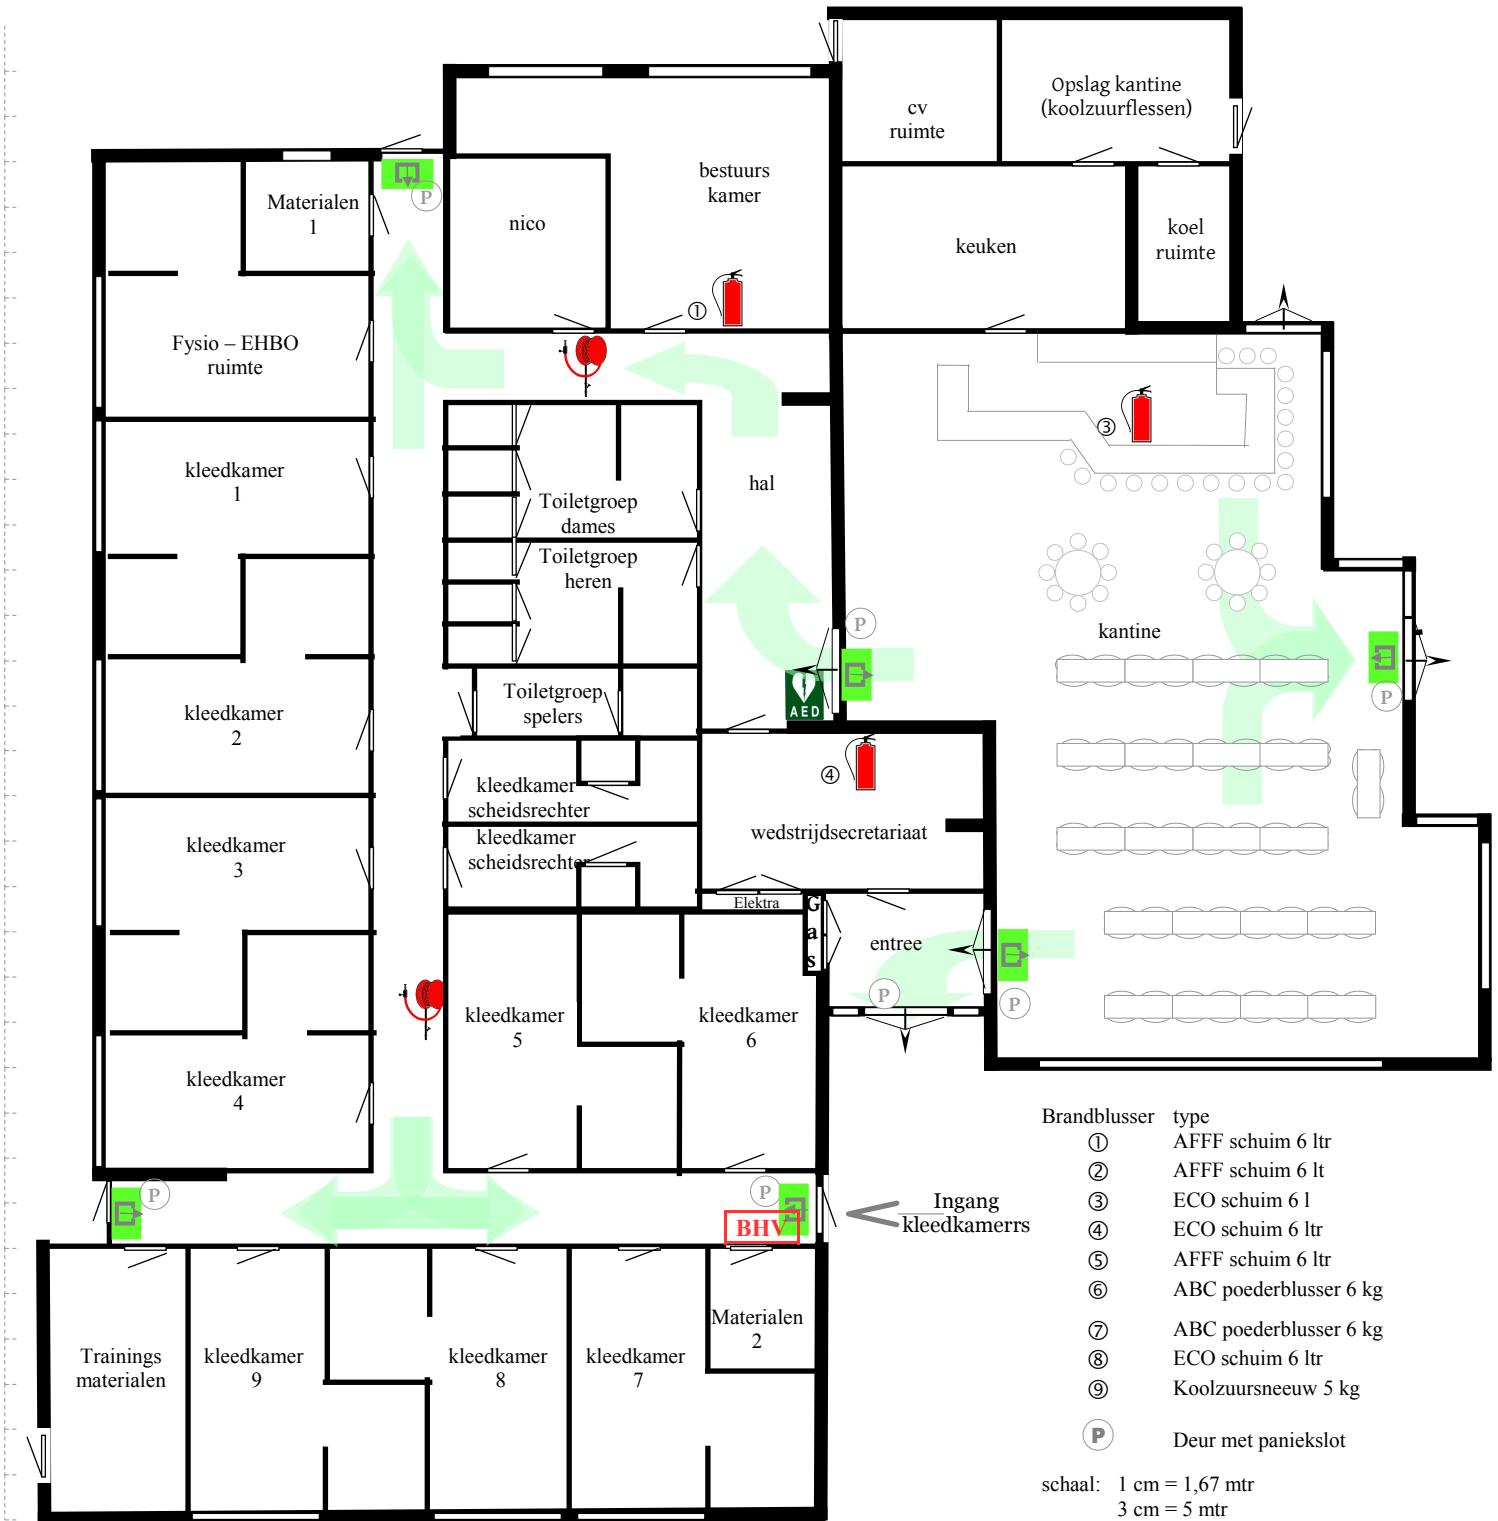 cv
ruimte
Opslag kantine
(koolzuurflessen)
bestuurs
kamer
Materialen
1
P
nico
koel
ruimte
keuken
①
Fysio – EHBO
ruimte
③
kleedkamer
1
hal
Toiletgroep
dames
Toiletgroep
heren
P
kantine
P
Toiletgroep
spelers
AED
kleedkamer
2
④
kleedkamer
scheidsrechter
wedstrijdsecretariaat
kleedkamer
scheidsrechter
kleedkamer
3
Elektra
Gas
entree
P
P
kleedkamer
5
kleedkamer
6
kleedkamer
4
P
P
BHV
Ingang
kleedkamerrs
Trainings
materialen
kleedkamer
9
kleedkamer
8
kleedkamer
7
Materialen
2
Brandblusser type
① AFFF schuim 6 ltr
② AFFF schuim 6 lt
③ ECO schuim 6 l
④ ECO schuim 6 ltr
⑤ AFFF schuim 6 ltr
⑥ ABC poederblusser 6 kg
⑦ ABC poederblusser 6 kg
⑧ ECO schuim 6 ltr
⑨ Koolzuursneeuw 5 kg
P Deur met paniekslot
schaal: 1 cm = 1,67 mtr
3 cm = 5 mtr